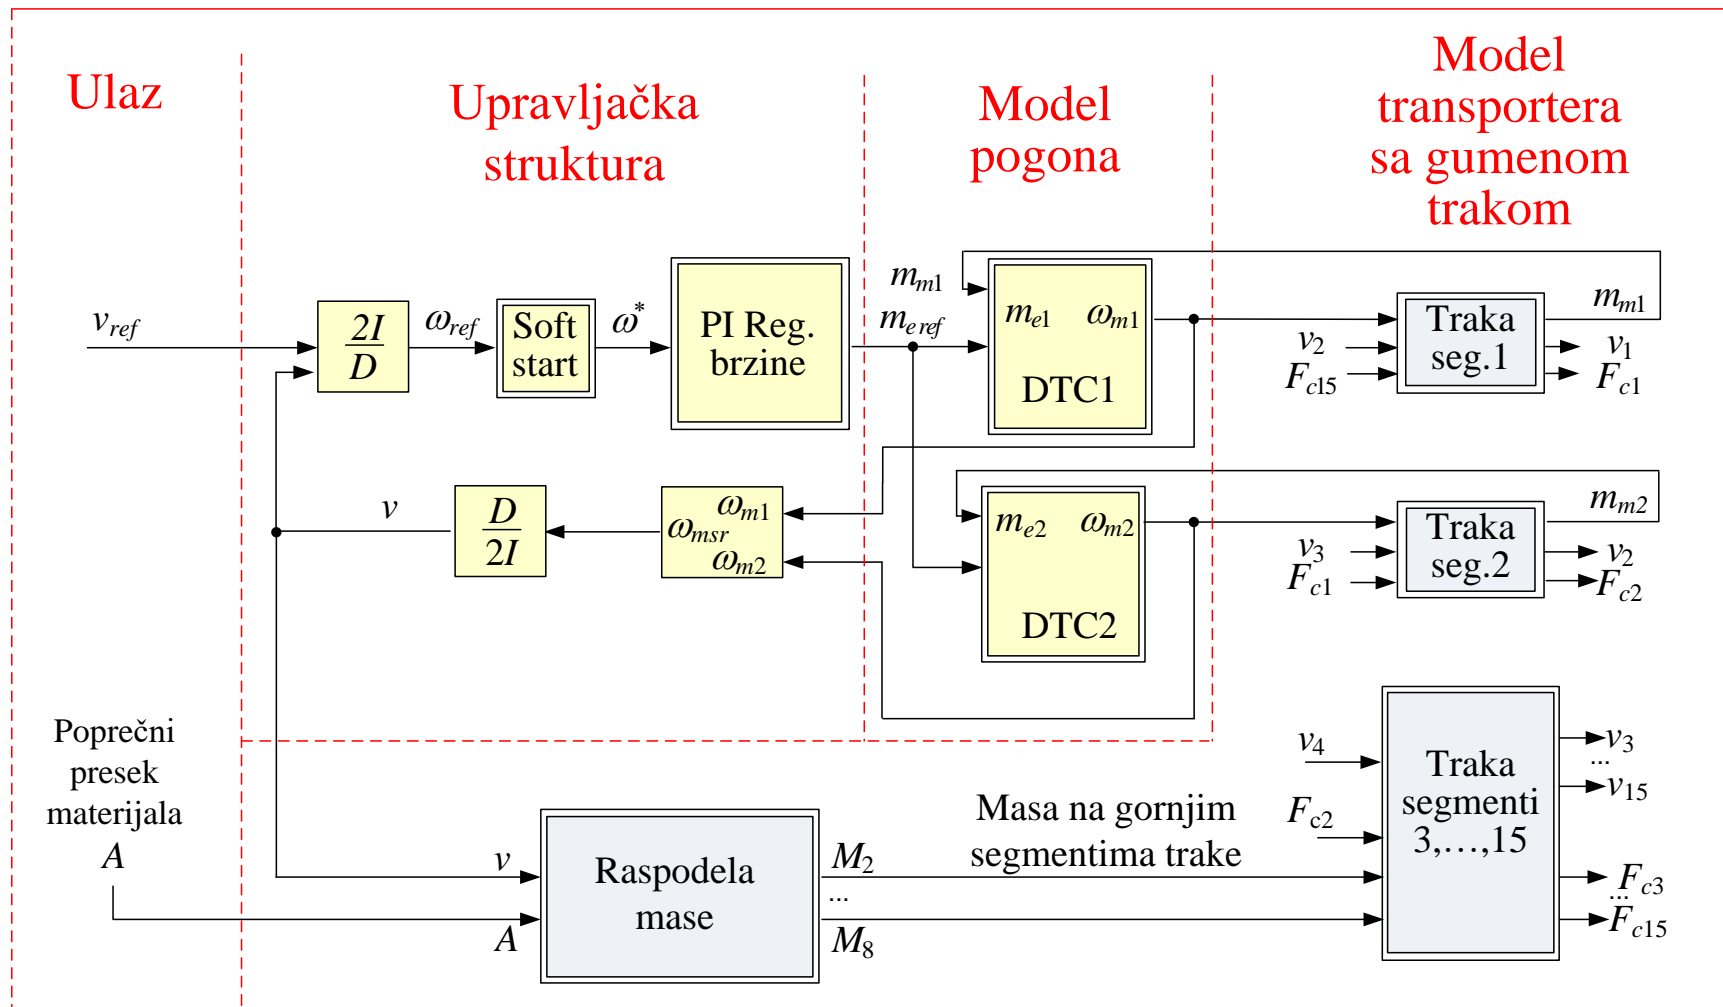 Ulaz
Upravljačka
struktura
Model
pogona
Model
transportera
sa gumenom
trakom
v_ref
2I
D
ω_ref
Soft
start
ω*
PI Reg.
brzine
m_m1
m_e ref
m_e1 ω_m1
DTC1
v_2
F_c15
Traka
seg.1
m_m1
v_1
F_c1
v
D
2I
ω_m1
ω_msr
ω_m2
m_e2 ω_m2
DTC2
v_3
F_c1
Traka
seg.2
m_m2
v_2
F_c2
Poprečni
presek
materijala
A
v
A
Raspodela
mase
M_2
...
M_8
Masa na gornjim
segmentima trake
v_4
F_c2
Traka
segmenti
3,…,15
v_3
...
v_15
F_c3
...
F_c15